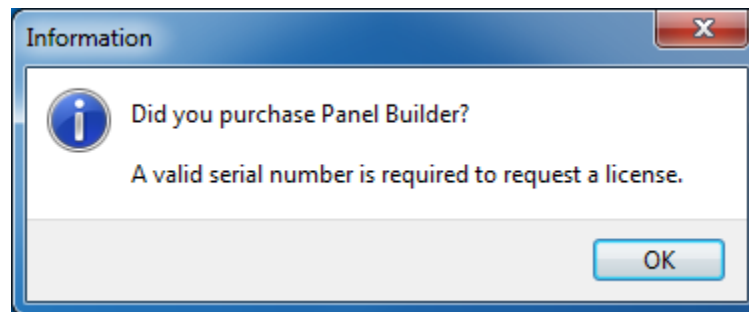 Information
Did you purchase Panel Builder?
A valid serial number is required to request a license.
OK